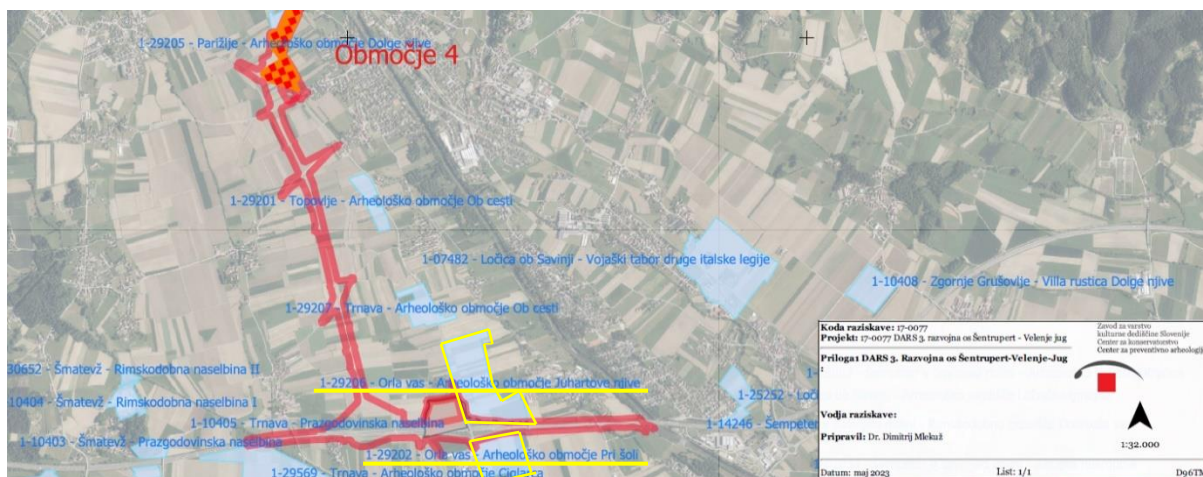 1-29205 - Parižlje - Arheološko območje Dolge njive
Območje 4
1-29201 - Topovlje - Arheološko območje Ob cesti
1-07482 - Ločica ob Savinji - Vojaški tabor druge italske legije
1-10408 - Zgornje Grušovlje - Villa rustica Dolge njive
1-29207 - Trnava - Arheološko območje Ob cesti
30652 - Šmatevž - Rimskodobna naselbina II
1-29206 - Orla vas - Arheološko območje Juhartove njive
10404 - Šmatevž - Rimskodobna naselbina I
1-25252 - Loči
1-10405 - Trnava - Prazgodovinska naselbina
1-14246 - Šempeter
1-10403 - Šmatevž - Prazgodovinska naselbina
1-29202 - Orla vas - Arheološko območje Pri šoli
1-29569 - Trnava - Arheološko območje Ciglarca
Koda raziskave: 17-0077
Projekt: 17-0077 DARS 3. razvojna os Šentrupert - Velenje jug
Priloga1 DARS 3. Razvojna os Šentrupert-Velenje-Jug
:
Zavod za varstvo
kulturne dediščine Slovenije
Center za konservatorstvo
Center za preventivno arheologijo
Vodja raziskave:
Pripravil: Dr. Dimitrij Mlekuž
1:32.000
Datum: maj 2023
List: 1/1
D96TM